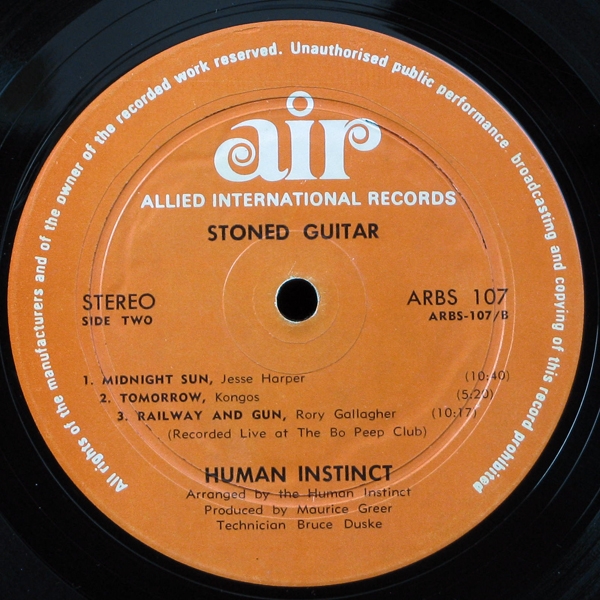 All rights of the manufacturers and of the owner of the recorded work reserved. Unauthorised public performance broadcasting and copying of this record prohibited
air
ALLIED INTERNATIONAL RECORDS
STONED GUITAR
STEREO ARBS 107
SIDE TWO ARBS-107/B
1. MIDNIGHT SUN, Jesse Harper (10:40)
2. TOMORROW, Kongos (5:20)
3. RAILWAY AND GUN, Rory Gallagher (10:17)
(Recorded Live at The Bo Peep Club)
HUMAN INSTINCT
Arranged by the Human Instinct
Produced by Maurice Greer
Technician Bruce Duske